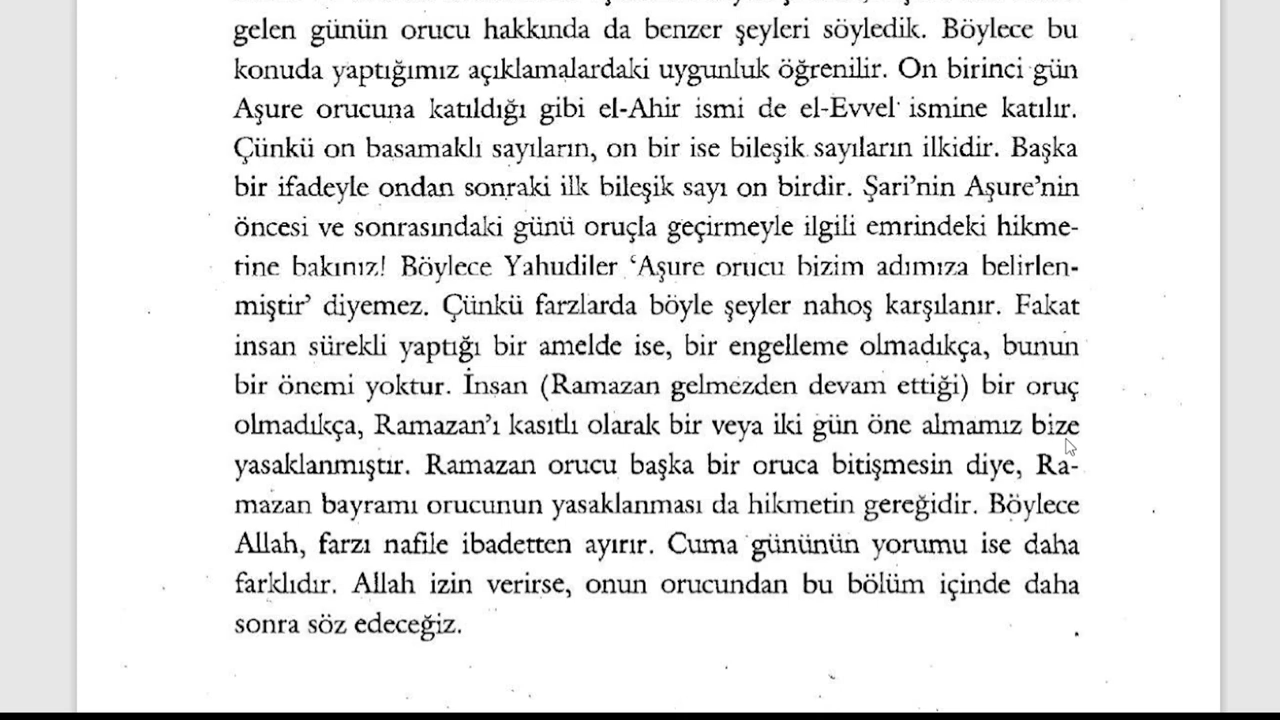 gelen günün orucu hakkında da benzer şeyleri söyledik. Böylece bu
konuda yaptığımız açıklamalardaki uygunluk öğrenilir. On birinci gün
Aşure orucuna katıldığı gibi el-Ahir ismi de el-Evvel ismine katılır.
Çünkü on basamaklı sayıların, on bir ise bileşik sayıların ilkidir. Başka
bir ifadeyle ondan sonraki ilk bileşik sayı on birdir. Şari'nin Aşure'nin
öncesi ve sonrasındaki günü oruçla geçirmeyle ilgili emrindeki hikme-
tine bakınız! Böylece Yahudiler 'Aşure orucu bizim adımıza belirlen-
miştir' diyemez. Çünkü farzlarda böyle şeyler nahoş karşılanır. Fakat
insan sürekli yaptığı bir amelde ise, bir engelleme olmadıkça, bunun
bir önemi yoktur. İnsan (Ramazan gelmezden devam ettiği) bir oruç
olmadıkça, Ramazan'ı kasıtlı olarak bir veya iki gün öne almamız bize
yasaklanmıştır. Ramazan orucu başka bir oruca bitişmesin diye, Ra-
mazan bayramı orucunun yasaklanması da hikmetin gereğidir. Böylece
Allah, farzı nafile ibadetten ayırır. Cuma gününün yorumu ise daha
farklıdır. Allah izin verirse, onun orucundan bu bölüm içinde daha
sonra söz edeceğiz.